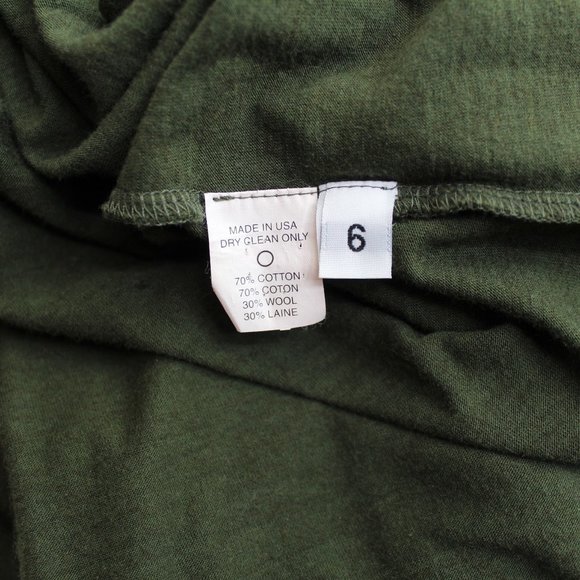 MADE IN USA
DRY CLEAN ONLY
70% COTTON
70% COTON
30% WOOL
30% LAINE
6